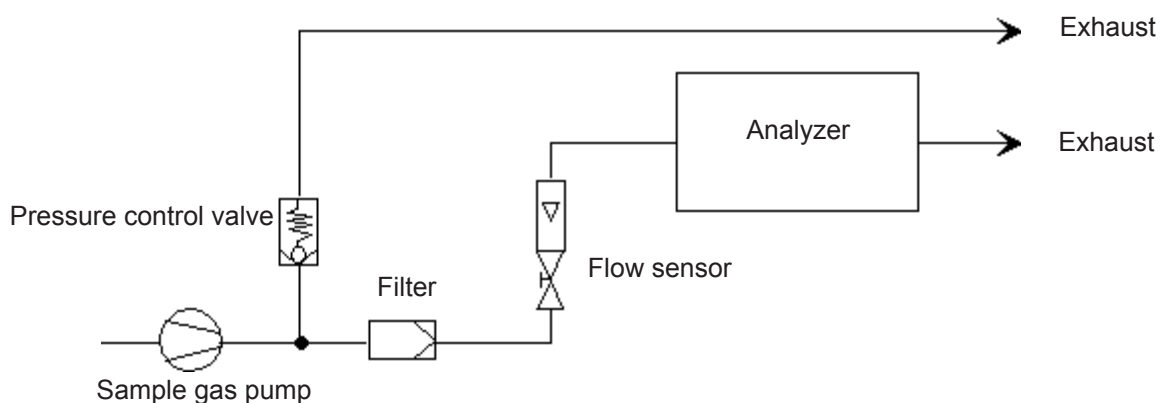 Exhaust
Analyzer
Exhaust
Pressure control valve
Flow sensor
Filter
Sample gas pump